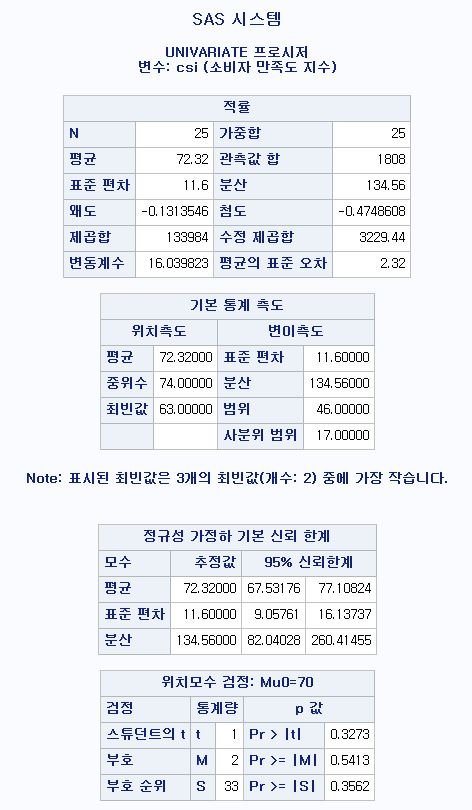 SAS 시스템
UNIVARIATE 프로시저
변수: csi (소비자 만족도 지수)
적률
N 25 가중합 25
평균 72.32 관측값 합 1808
표준 편차 11.6 분산 134.56
왜도 -0.1313546 첨도 -0.4748608
제곱합 133984 수정 제곱합 3229.44
변동계수 16.039823 평균의 표준 오차 2.32
기본 통계 측도
위치측도 변이측도
평균 72.32000 표준 편차 11.60000
중위수 74.00000 분산 134.56000
최빈값 63.00000 범위 46.00000
사분위 범위 17.00000
Note: 표시된 최빈값은 3개의 최빈값(개수: 2) 중에 가장 작습니다.
정규성 가정하 기본 신뢰 한계
모수 추정값 95% 신뢰한계
평균 72.32000 67.53176 77.10824
표준 편차 11.60000 9.05761 16.13737
분산 134.56000 82.04028 260.41455
위치모수 검정: Mu0=70
검정 통계량 p 값
스튜던트의 t t 1 Pr > |t| 0.3273
부호 M 2 Pr >= |M| 0.5413
부호 순위 S 33 Pr >= |S| 0.3562